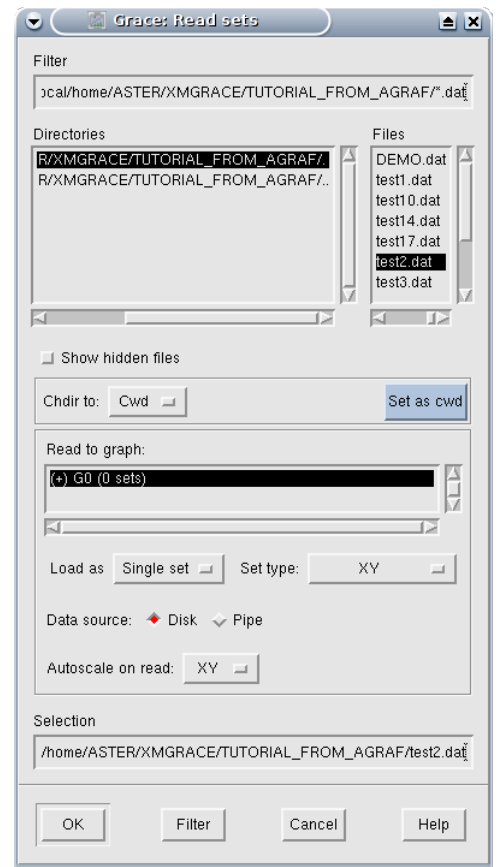 Grace: Read sets
Filter
ocal/home/ASTER/XMGRACE/TUTORIAL_FROM_AGRAF/*.dat
Directories
R/XMGRACE/TUTORIAL_FROM_AGRAF/.
R/XMGRACE/TUTORIAL_FROM_AGRAF/..
Files
DEMO.dat
test1.dat
test10.dat
test14.dat
test17.dat
test2.dat
test3.dat
Show hidden files
Chdir to: Cwd Set as cwd
Read to graph:
(+) G0 (0 sets)
Load as Single set Set type: XY
Data source: Disk Pipe
Autoscale on read: XY
Selection
/home/ASTER/XMGRACE/TUTORIAL_FROM_AGRAF/test2.dat
OK Filter Cancel Help